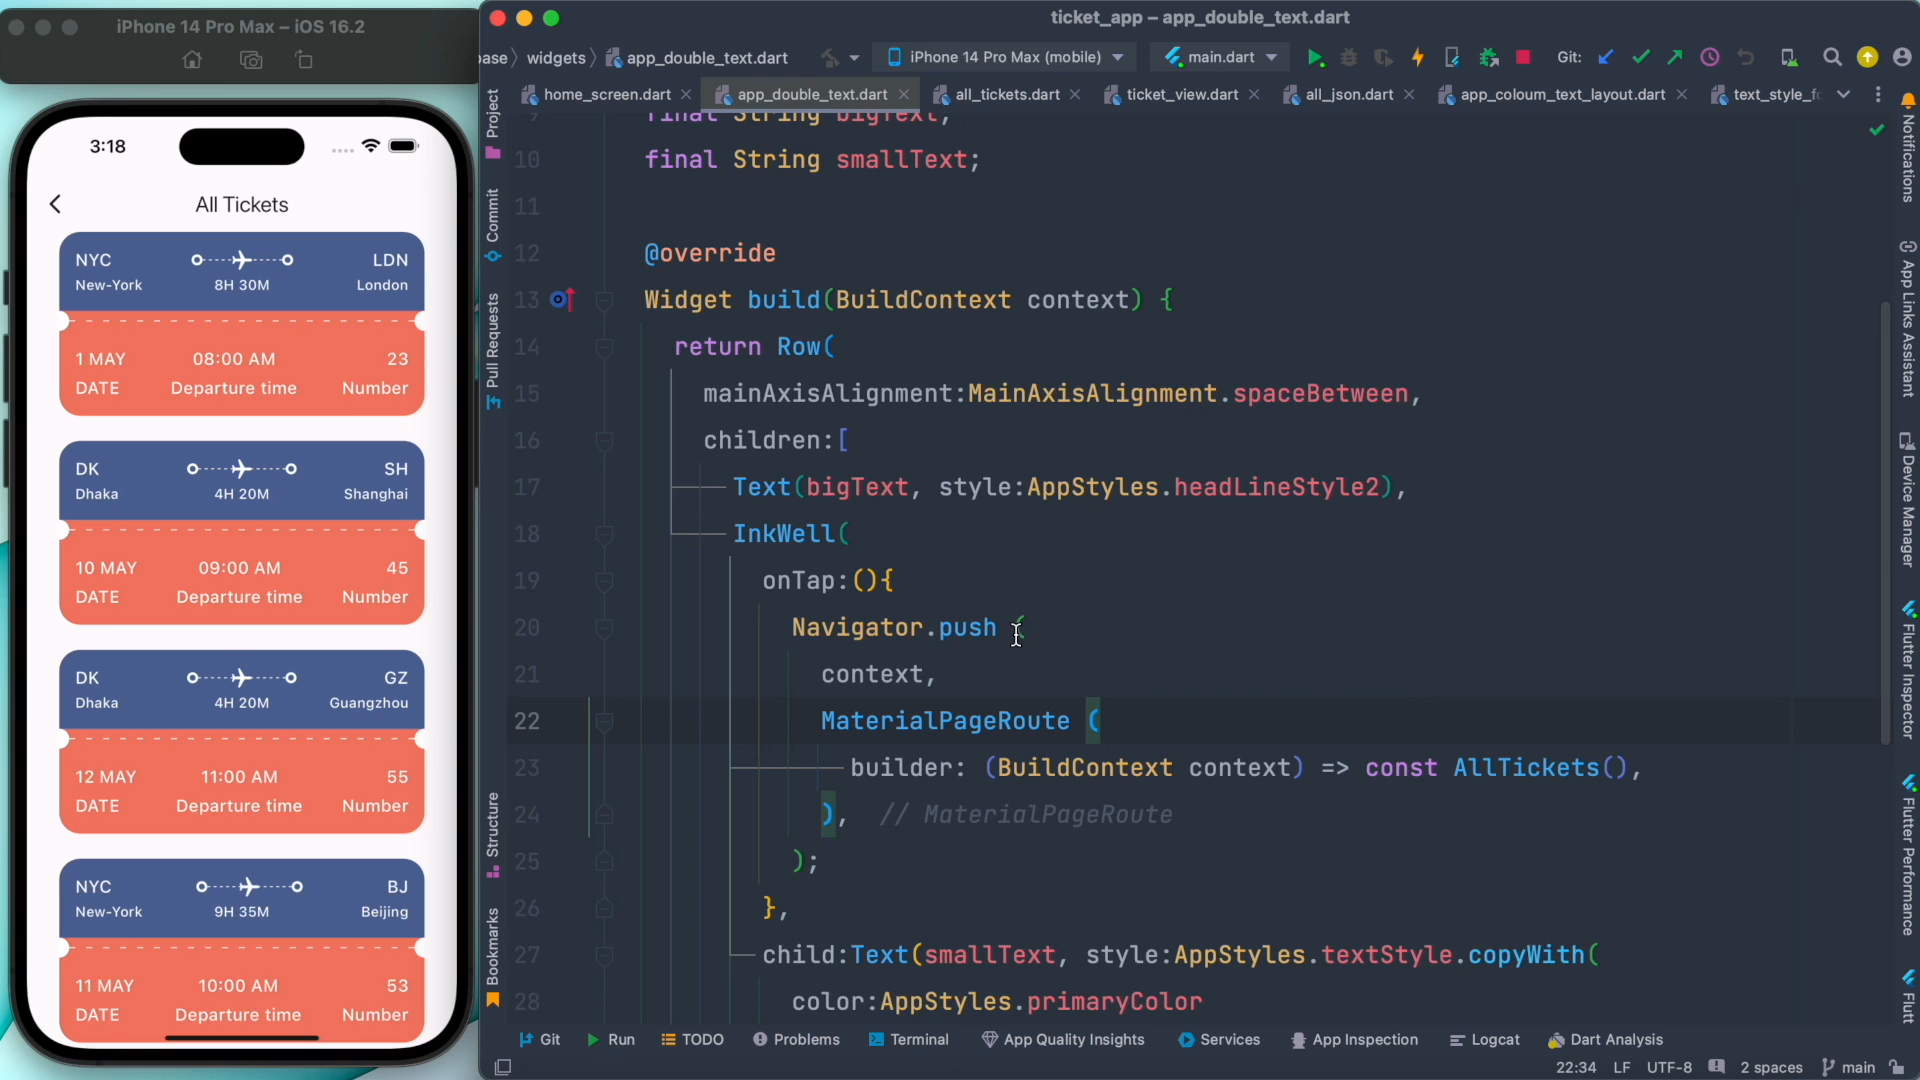 iPhone 14 Pro Max – iOS 16.2
3:18
All Tickets
NYC LDN
New-York 8H 30M London
1 MAY 08:00 AM 23
DATE Departure time Number
DK SH
Dhaka 4H 20M Shanghai
10 MAY 09:00 AM 45
DATE Departure time Number
DK GZ
Dhaka 4H 20M Guangzhou
12 MAY 11:00 AM 55
DATE Departure time Number
NYC BJ
New-York 9H 35M Beijing
11 MAY 10:00 AM 53
DATE Departure time Number
ticket_app – app_double_text.dart
base widgets app_double_text.dart iPhone 14 Pro Max (mobile) main.dart Git:
home_screen.dart app_double_text.dart all_tickets.dart ticket_view.dart all_json.dart app_coloum_text_layout.dart text_style_fo
Project
Commit
Pull Requests
Structure
Bookmarks
9 final String bigText;
10 final String smallText;
11
12 @override
13 Widget build(BuildContext context) {
14 return Row(
15 mainAxisAlignment:MainAxisAlignment.spaceBetween,
16 children:[
17 Text(bigText, style:AppStyles.headLineStyle2),
18 InkWell(
19 onTap:(){
20 Navigator.push (
21 context,
22 MaterialPageRoute (
23 builder: (BuildContext context) => const AllTickets(),
24 ), // MaterialPageRoute
25 );
26 },
27 child:Text(smallText, style:AppStyles.textStyle.copyWith(
28 color:AppStyles.primaryColor
Notifications
App Links Assistant
Device Manager
Flutter Inspector
Flutter Performance
Flutt
Git Run TODO Problems Terminal App Quality Insights Services App Inspection Logcat Dart Analysis
22:34 LF UTF-8 2 spaces main